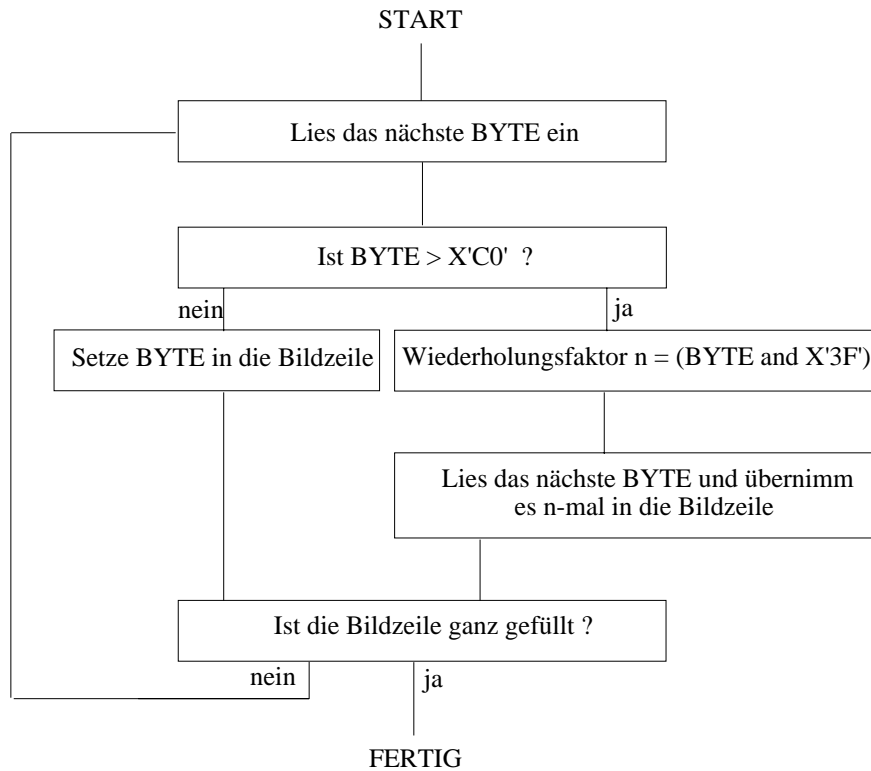 START
Lies das nächste BYTE ein
Ist BYTE > X'C0' ?
nein
ja
Setze BYTE in die Bildzeile
Wiederholungsfaktor n = (BYTE and X'3F')
Lies das nächste BYTE und übernimm
es n-mal in die Bildzeile
Ist die Bildzeile ganz gefüllt ?
nein
ja
FERTIG